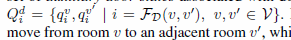 Q_i^d = {q_i^v, q_i^{v'} | i = F_D(v, v'), v, v' ∈ V}.
move from room v to an adjacent room v', whi